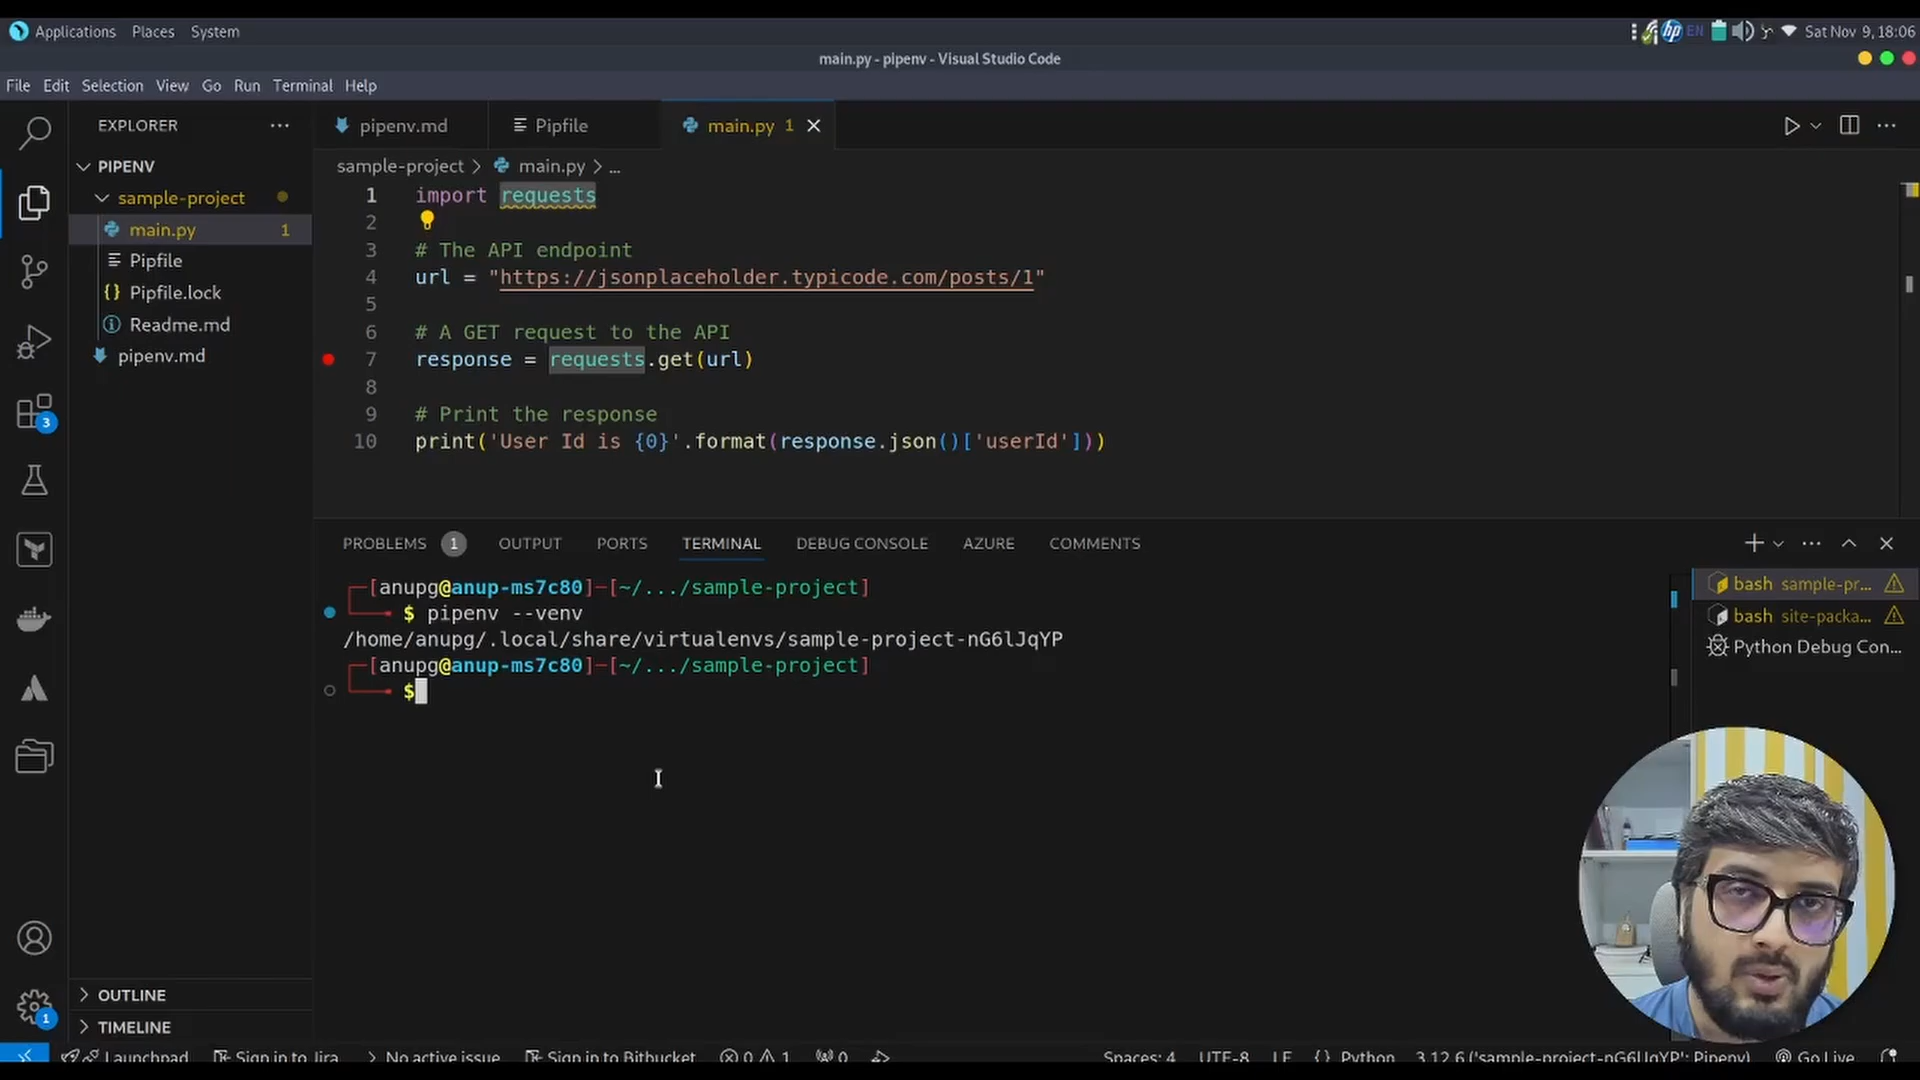 Applications Places System
hp EN Sat Nov 9, 18:06
main.py - pipenv - Visual Studio Code
File Edit Selection View Go Run Terminal Help
EXPLORER ...
pipenv.md Pipfile main.py 1
PIPENV
sample-project
main.py 1
Pipfile
Pipfile.lock
Readme.md
pipenv.md
sample-project > main.py > ...
1 import requests
2
3 # The API endpoint
4 url = "https://jsonplaceholder.typicode.com/posts/1"
5
6 # A GET request to the API
7 response = requests.get(url)
8
9 # Print the response
10 print('User Id is {0}'.format(response.json()['userId']))
3
PROBLEMS 1 OUTPUT PORTS TERMINAL DEBUG CONSOLE AZURE COMMENTS
[anupg@anup-ms7c80]-[~/.../sample-project]
$ pipenv --venv
/home/anupg/.local/share/virtualenvs/sample-project-nG6lJqYP
[anupg@anup-ms7c80]-[~/.../sample-project]
$
bash sample-pr...
bash site-packa...
Python Debug Con...
OUTLINE
1
TIMELINE
Launchpad Sign in to Jira No active issue Sign in to Bitbucket 0 1 0 Spaces: 4 UTF-8 LF {} Python 3.12.6 ('sample-project-nG6lJqYP': Pipenv) Go Live